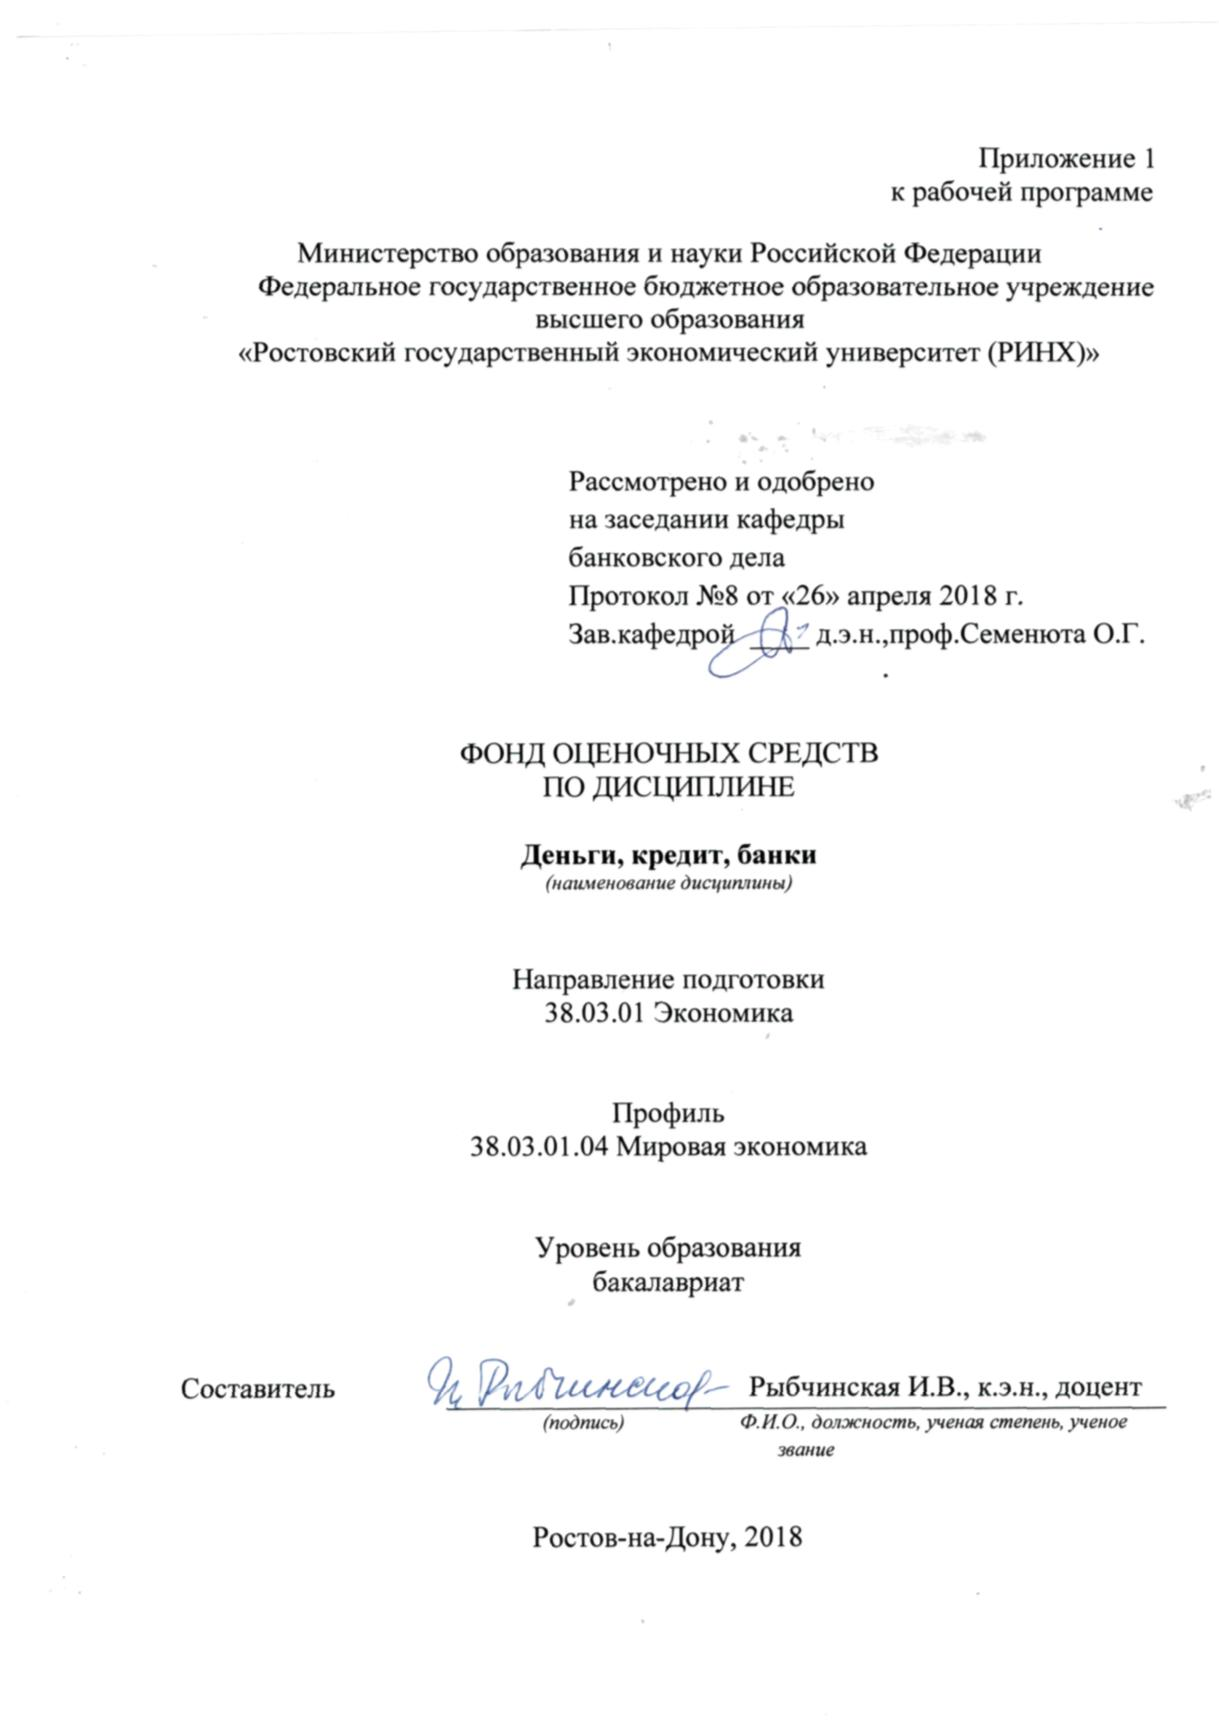 Приложение 1
к рабочей программе
Министерство образования и науки Российской Федерации
Федеральное государственное бюджетное образовательное учреждение
высшего образования
«Ростовский государственный экономический университет (РИНХ)»
Рассмотрено и одобрено
на заседании кафедры
банковского дела
Протокол №8 от «26» апреля 2018 г.
Зав.кафедрой ____ д.э.н.,проф.Семенюта О.Г.
ФОНД ОЦЕНОЧНЫХ СРЕДСТВ
ПО ДИСЦИПЛИНЕ
Деньги, кредит, банки
(наименование дисциплины)
Направление подготовки
38.03.01 Экономика
Профиль
38.03.01.04 Мировая экономика
Уровень образования
бакалавриат
Составитель Рыбчинская И.В., к.э.н., доцент
(подпись) Ф.И.О., должность, ученая степень, ученое
звание
Ростов-на-Дону, 2018